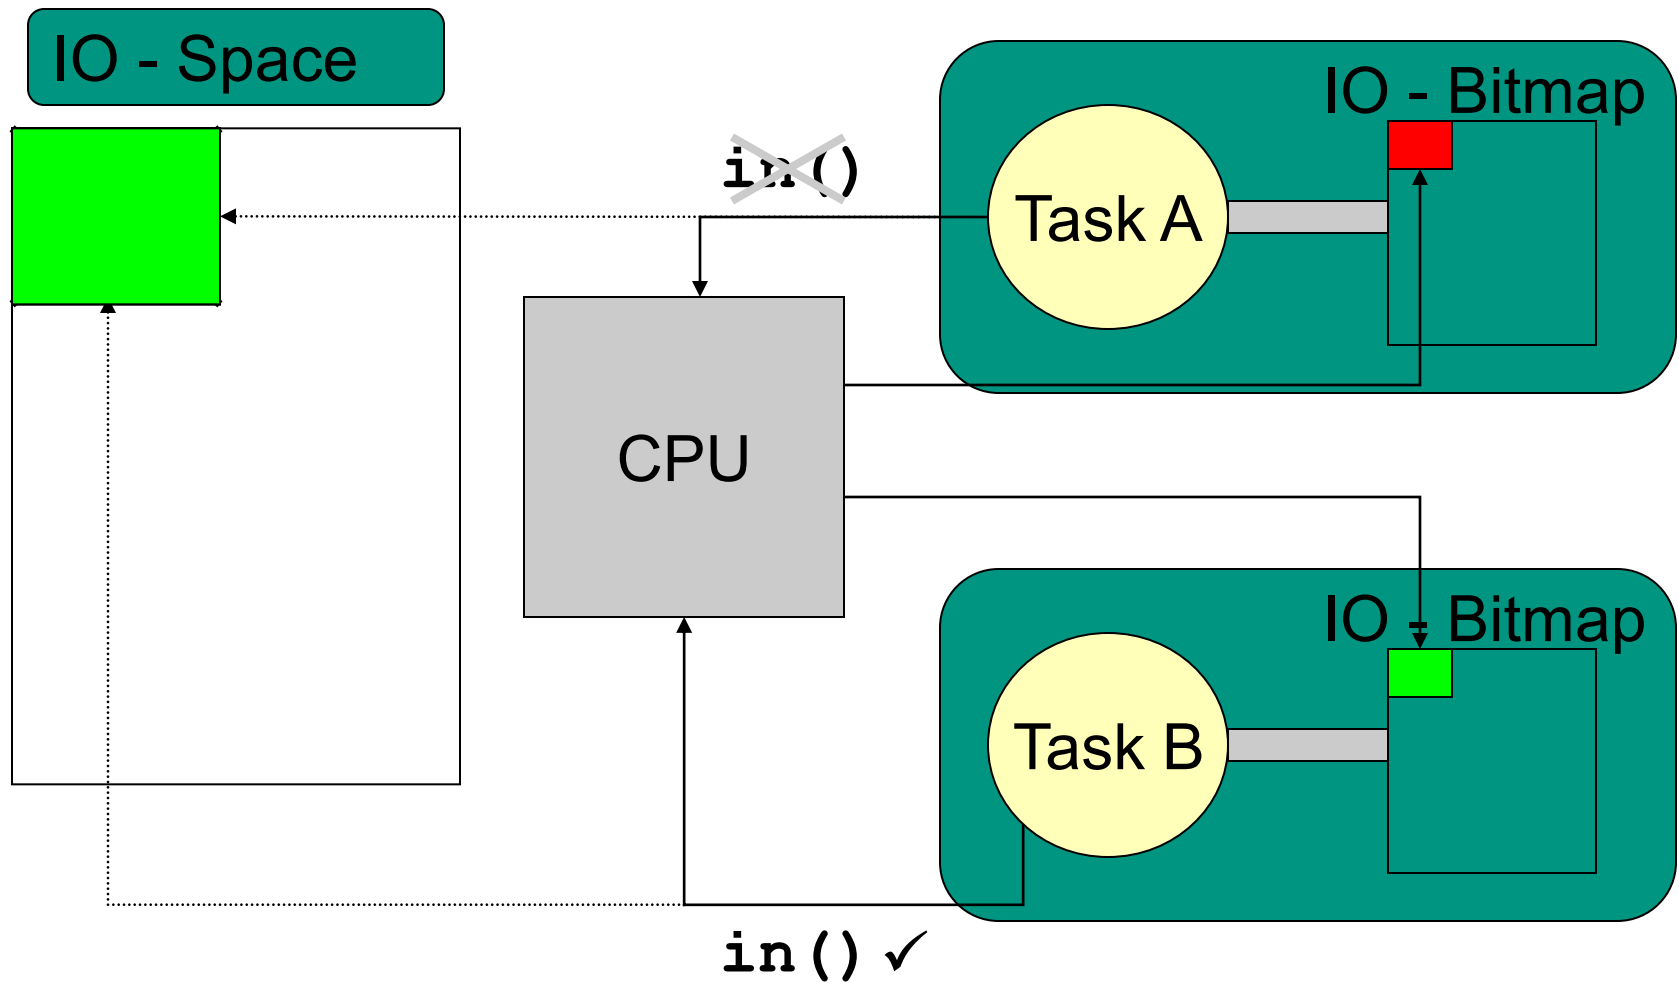 IO - Space
IO - Bitmap
in()
Task A
CPU
IO - Bitmap
Task B
in() ✓